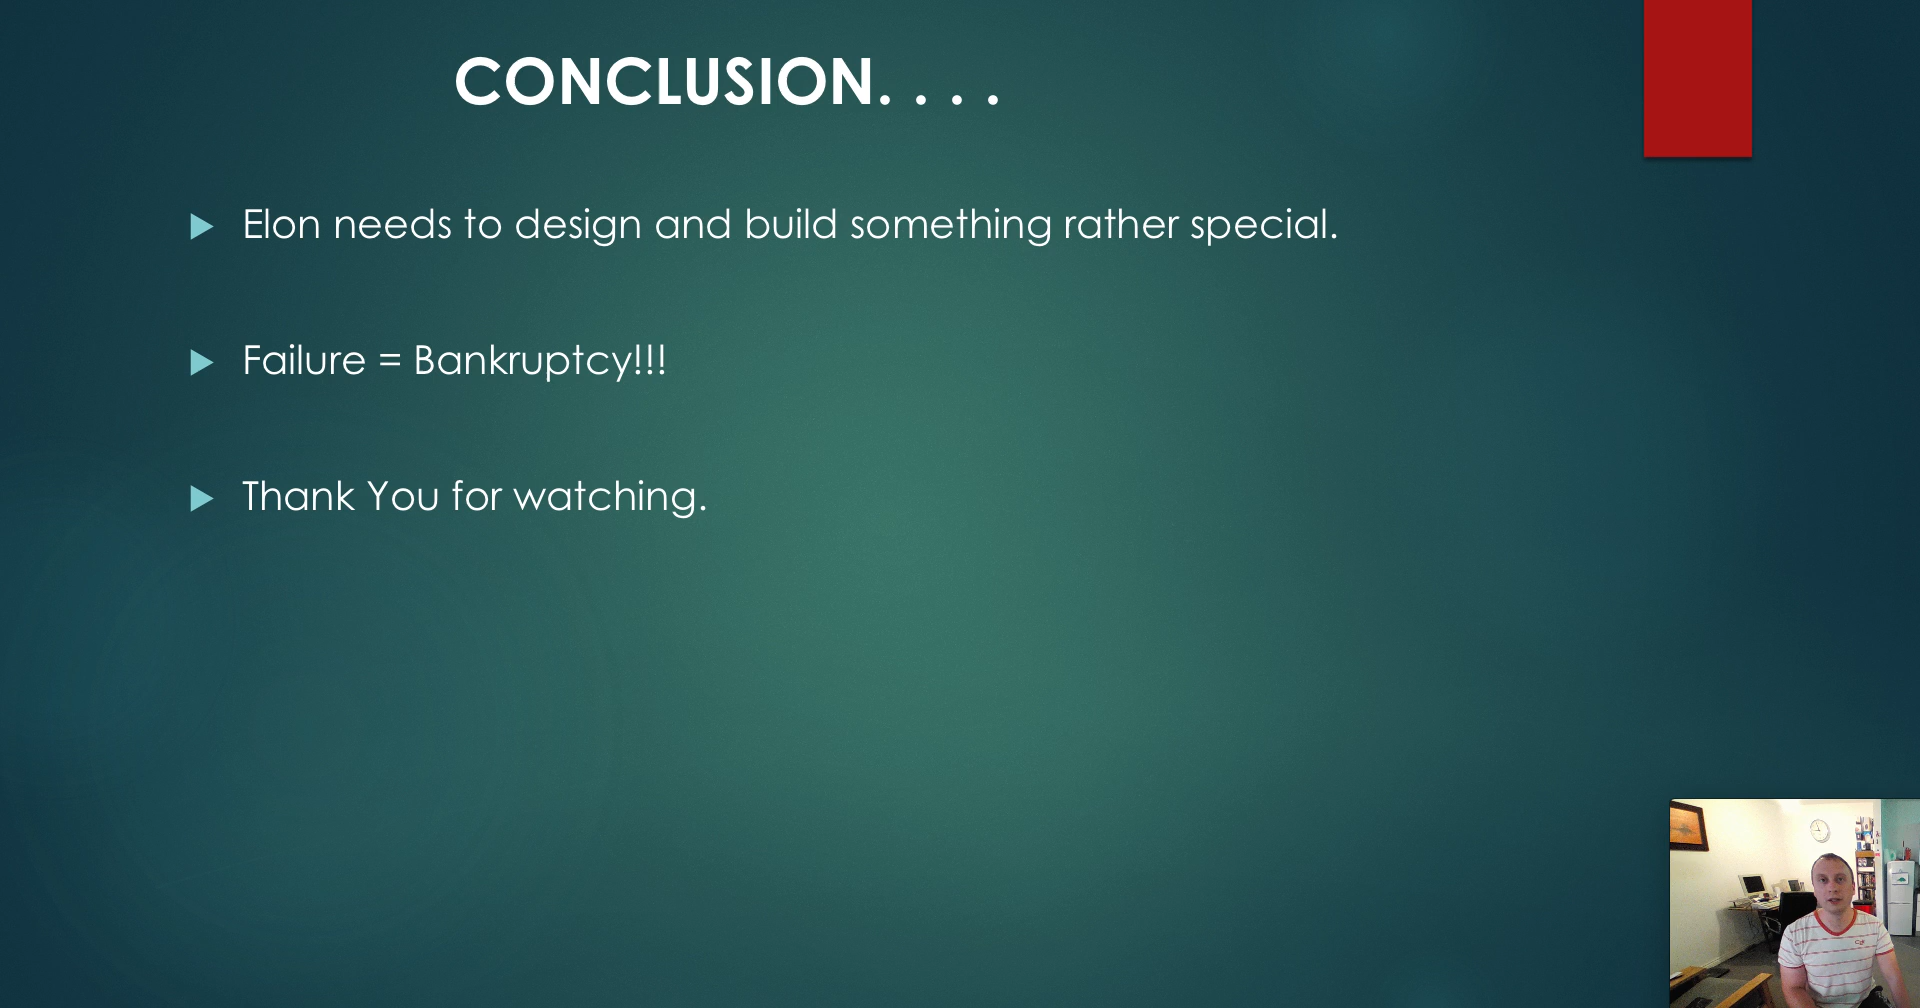 CONCLUSION. . . .
Elon needs to design and build something rather special.
Failure = Bankruptcy!!!
Thank You for watching.